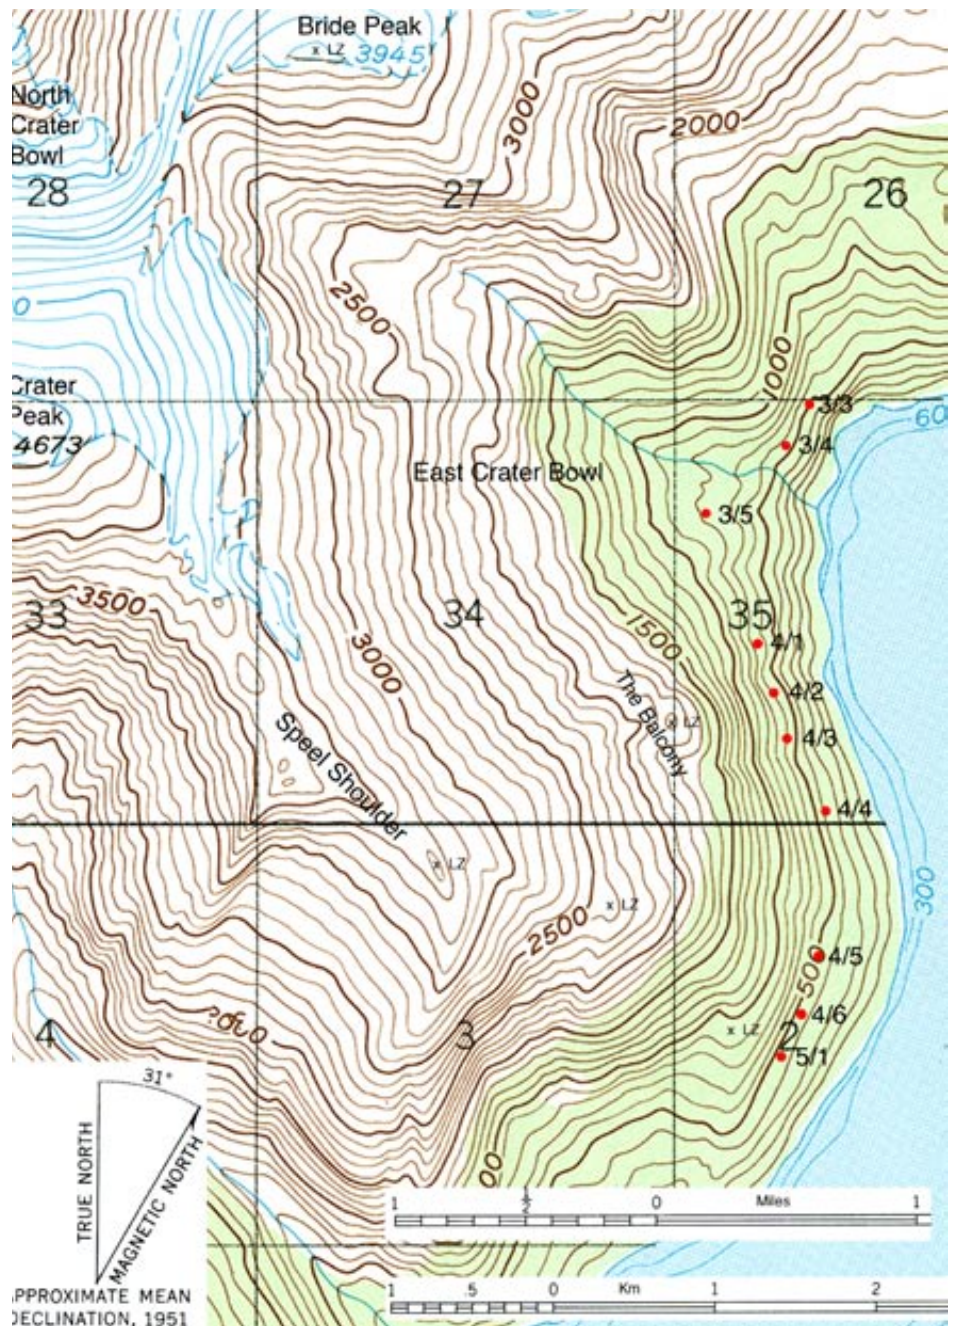 Bride Peak
x LZ 3945'
North
Crater
Bowl
3000
2000
28
27
26
2500
0
1000
Crater
Peak
4673
3/3
60
3/4
East Crater Bowl
3/5
3500
33
34
35
1500
4/1
3000
The Balcony
4/2
LZ
4/3
Speel Shoulder
4/4
x LZ
300
x LZ
2500
500
4/5
4/6
4
3
x LZ
2
5/1
31°
TRUE NORTH
MAGNETIC NORTH
00
1 ½ 0 Miles 1
1 .5 0 Km 1 2
PPROXIMATE MEAN
DECLINATION, 1951